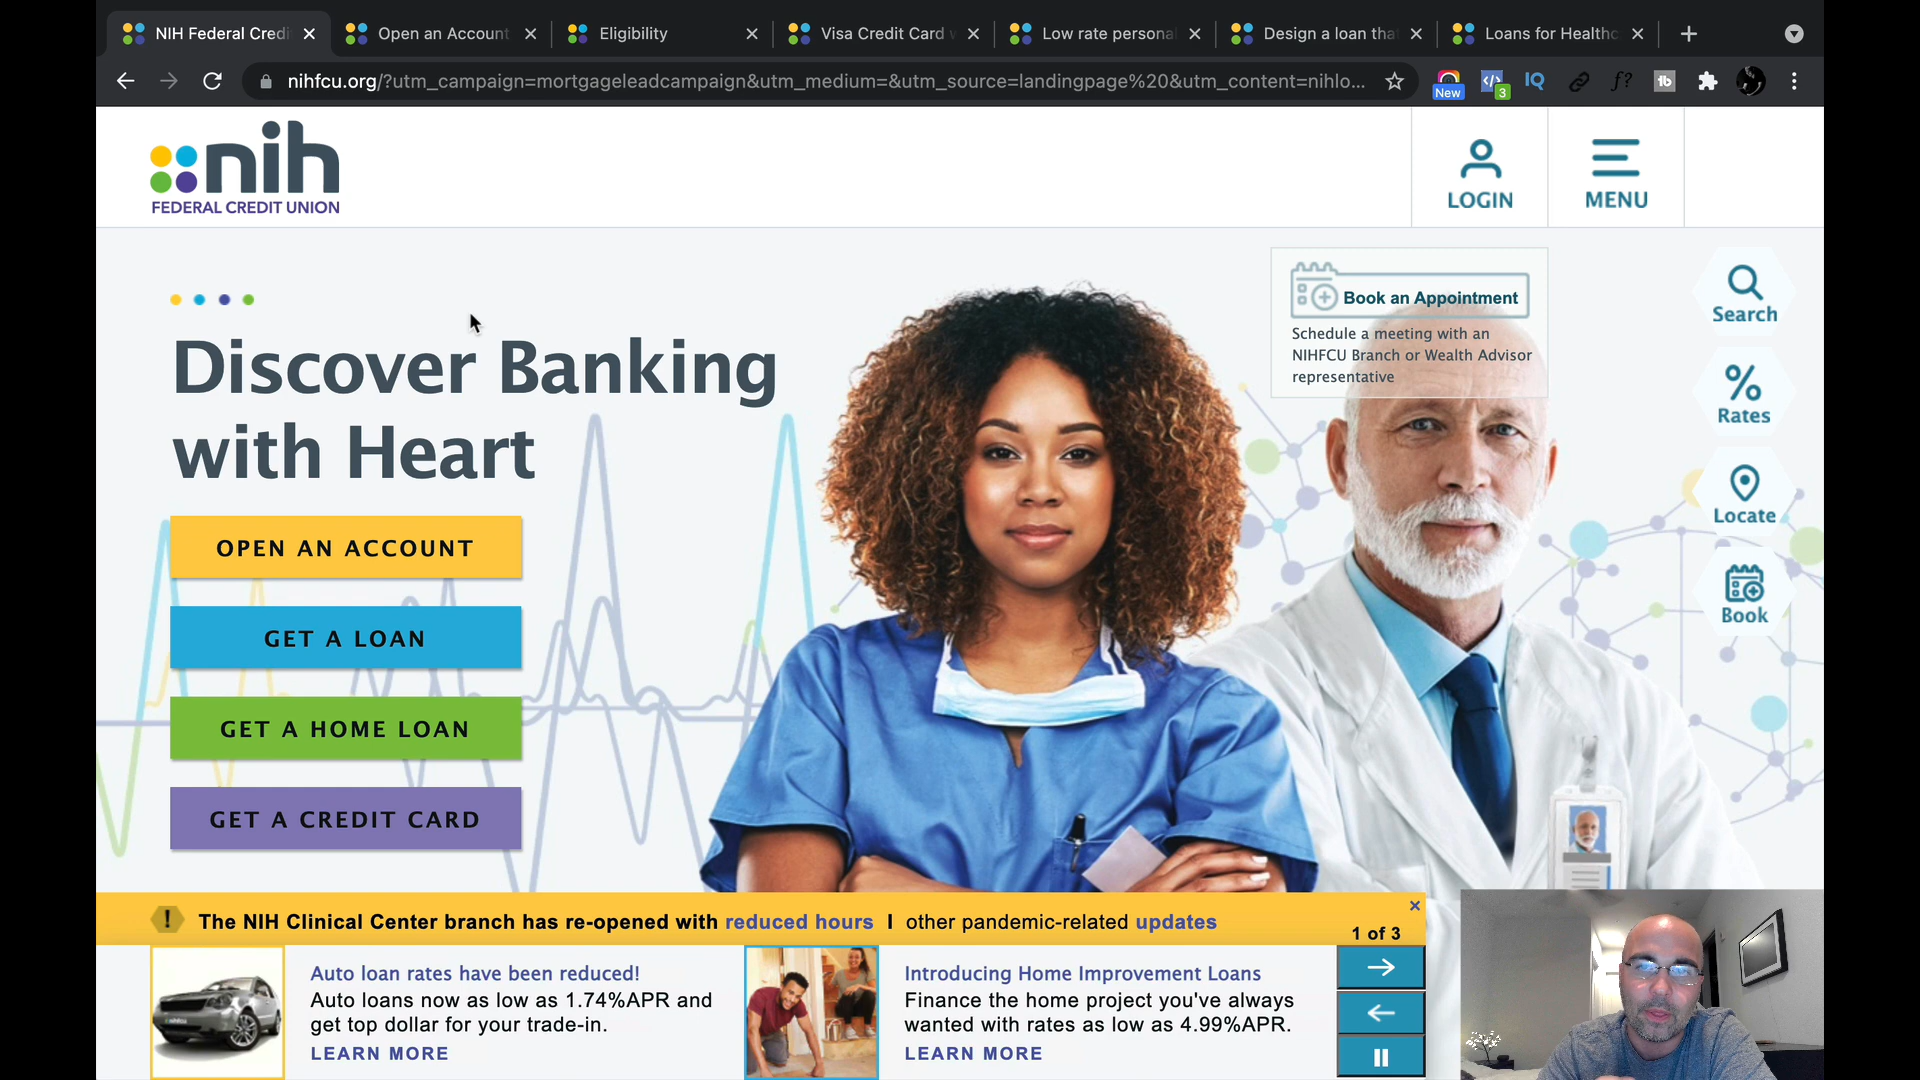 NIH Federal Credi
Open an Account
Eligibility
Visa Credit Card
Low rate persona
Design a loan tha
Loans for Healthc
nihfcu.org/?utm_campaign=mortgageleadcampaign&utm_medium=&utm_source=landingpage%20&utm_content=nihlo...
New
3
IQ
f?
tb
nih
FEDERAL CREDIT UNION
LOGIN
MENU
Book an Appointment
Schedule a meeting with an
NIHFCU Branch or Wealth Advisor
representative
Search
Rates
Locate
Book
Discover Banking
with Heart
OPEN AN ACCOUNT
GET A LOAN
GET A HOME LOAN
GET A CREDIT CARD
The NIH Clinical Center branch has re-opened with reduced hours I other pandemic-related updates
1 of 3
Auto loan rates have been reduced!
Auto loans now as low as 1.74%APR and
get top dollar for your trade-in.
LEARN MORE
Introducing Home Improvement Loans
Finance the home project you've always
wanted with rates as low as 4.99%APR.
LEARN MORE